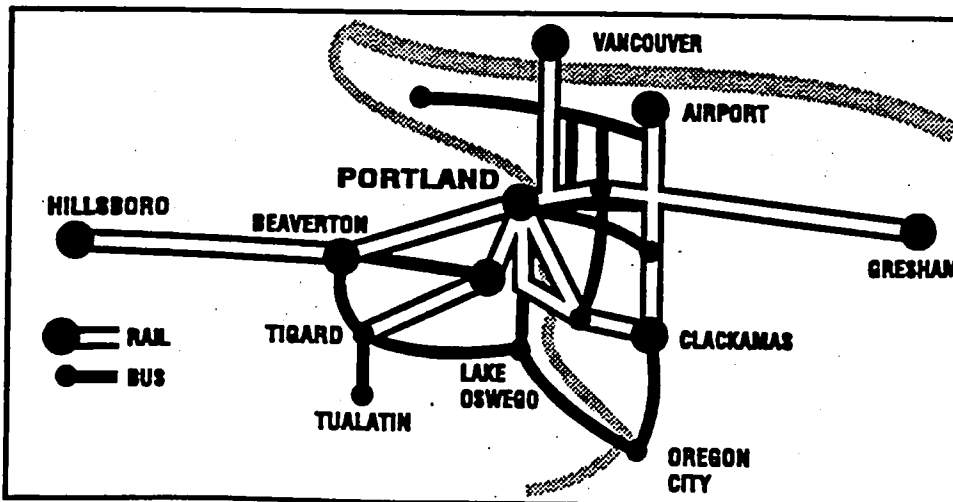 VANCOUVER
AIRPORT
PORTLAND
HILLSBORO
BEAVERTON
GRESHAM
RAIL
TIGARD
CLACKAMAS
BUS
LAKE
OSWEGO
TUALATIN
OREGON
CITY